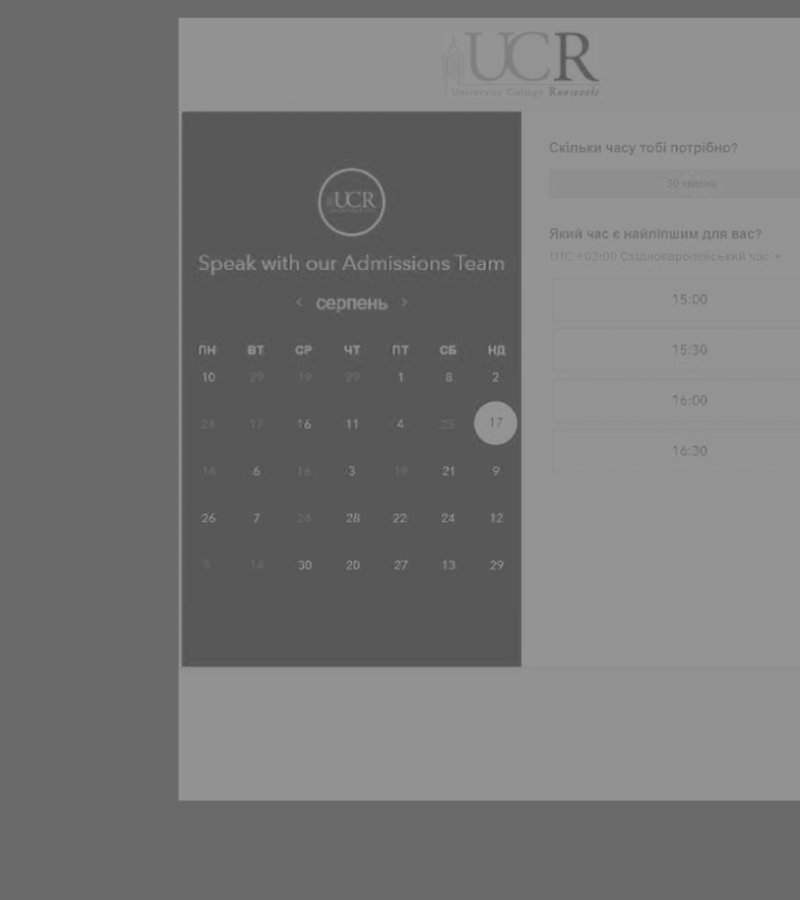 UCR
University College Roosevelt
UCR
Speak with our Admissions Team
‹ серпень ›
ПН ВТ СР ЧТ ПТ СБ НД
10 29 19 29 1 8 2
24 17 16 11 4 25 17
14 6 16 3 19 21 9
26 7 24 28 22 24 12
5 14 30 20 27 13 29
Скільки часу тобі потрібно?
30 хвилин
Який час є найліпшим для вас?
UTC +03:00 Східноєвропейський час
15:00
15:30
16:00
16:30